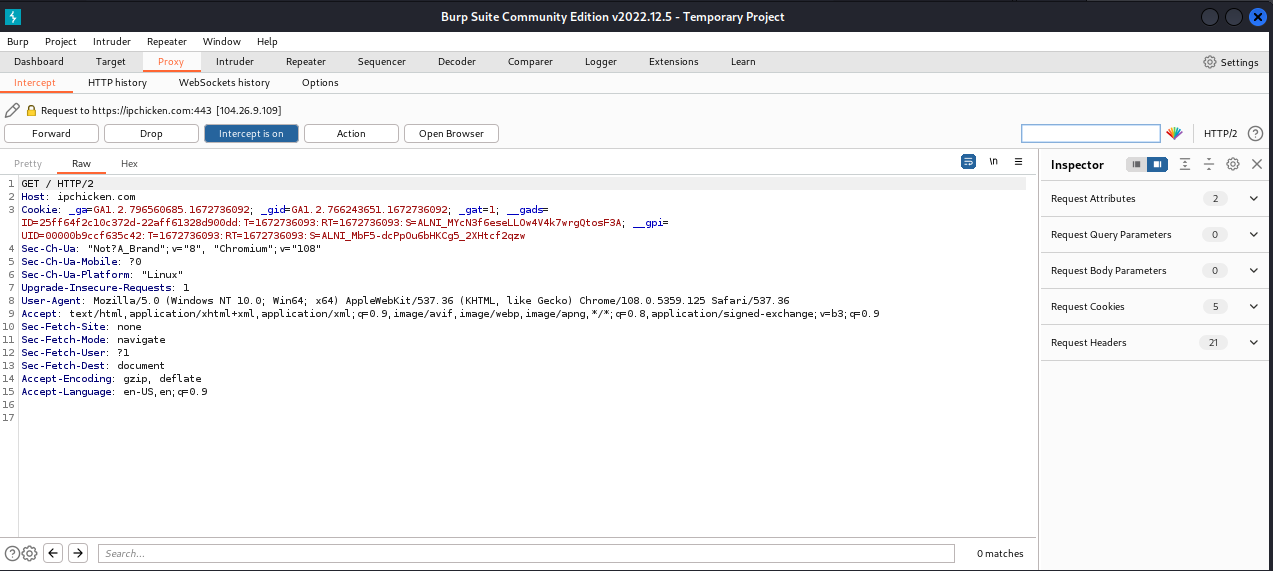 Burp Suite Community Edition v2022.12.5 - Temporary Project
Burp Project Intruder Repeater Window Help
Dashboard Target Proxy Intruder Repeater Sequencer Decoder Comparer Logger Extensions Learn Settings
Intercept HTTP history WebSockets history Options
Request to https://ipchicken.com:443 [104.26.9.109]
Forward Drop Intercept is on Action Open Browser HTTP/2 ?
Pretty Raw Hex \n Inspector
1 GET / HTTP/2
2 Host: ipchicken.com
3 Cookie: _ga=GA1.2.796560685.1672736092; _gid=GA1.2.766243651.1672736092; _gat=1; __gads=
ID=25ff64f2c10c372d-22aff61328d900dd:T=1672736093:RT=1672736093:S=ALNI_MYcN3f6eseLLOw4V4k7wrgQtosF3A; __gpi=
UID=00000b9ccf635c42:T=1672736093:RT=1672736093:S=ALNI_MbF5-dcPpOu6bHKCg5_2XHtcf2qzw
4 Sec-Ch-Ua: "Not?A_Brand";v="8", "Chromium";v="108"
5 Sec-Ch-Ua-Mobile: ?0
6 Sec-Ch-Ua-Platform: "Linux"
7 Upgrade-Insecure-Requests: 1
8 User-Agent: Mozilla/5.0 (Windows NT 10.0; Win64; x64) AppleWebKit/537.36 (KHTML, like Gecko) Chrome/108.0.5359.125 Safari/537.36
9 Accept: text/html,application/xhtml+xml,application/xml;q=0.9,image/avif,image/webp,image/apng,*/*;q=0.8,application/signed-exchange;v=b3;q=0.9
10 Sec-Fetch-Site: none
11 Sec-Fetch-Mode: navigate
12 Sec-Fetch-User: ?1
13 Sec-Fetch-Dest: document
14 Accept-Encoding: gzip, deflate
15 Accept-Language: en-US,en;q=0.9
16
17
Request Attributes 2
Request Query Parameters 0
Request Body Parameters 0
Request Cookies 5
Request Headers 21
? Search... 0 matches